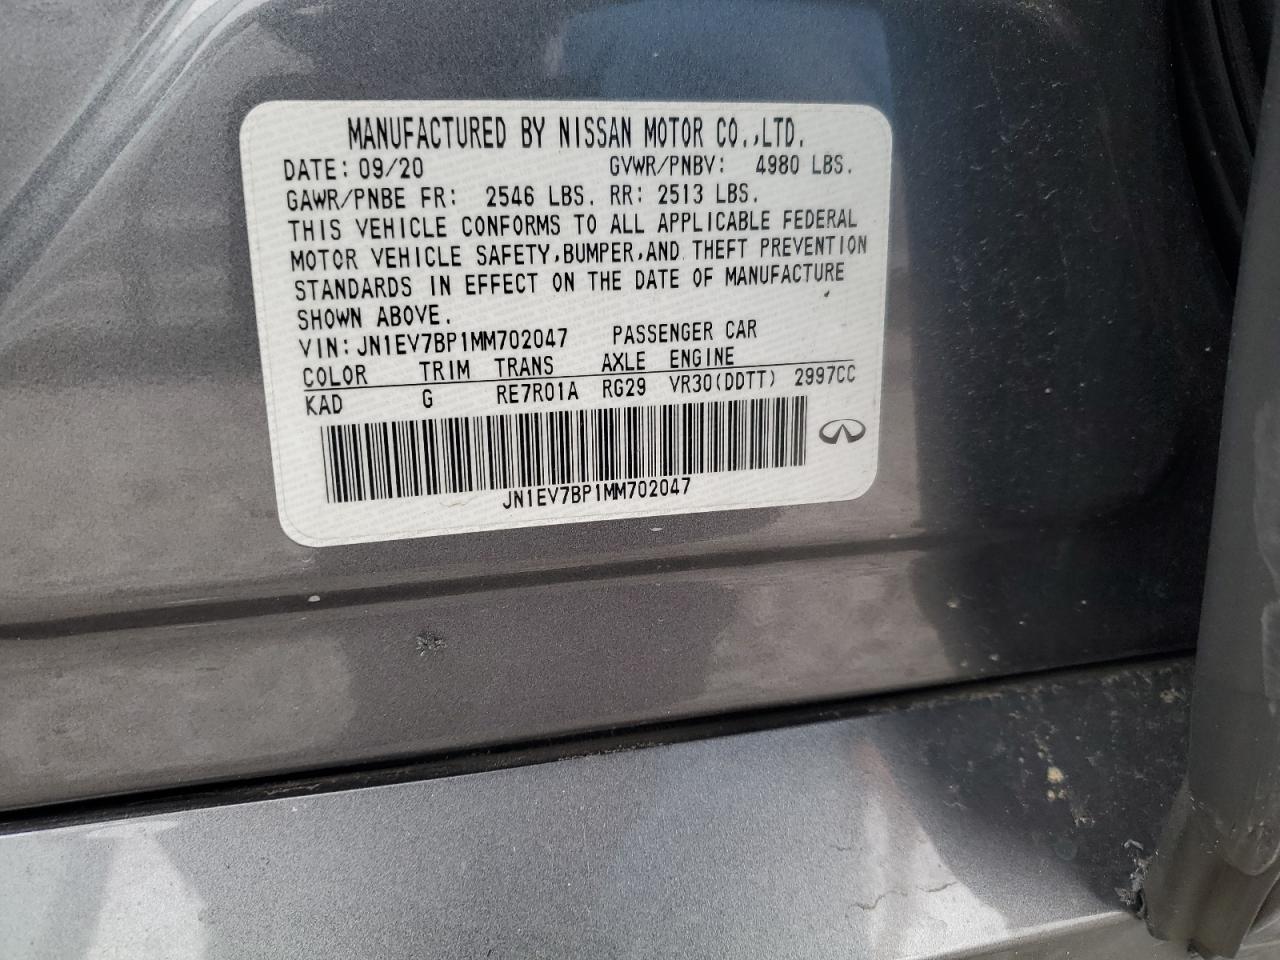 MANUFACTURED BY NISSAN MOTOR CO.,LTD.
DATE: 09/20 GVWR/PNBV: 4980 LBS.
GAWR/PNBE FR: 2546 LBS. RR: 2513 LBS.
THIS VEHICLE CONFORMS TO ALL APPLICABLE FEDERAL
MOTOR VEHICLE SAFETY,BUMPER,AND THEFT PREVENTION
STANDARDS IN EFFECT ON THE DATE OF MANUFACTURE
SHOWN ABOVE.
VIN:JN1EV7BP1MM702047 PASSENGER CAR
COLOR TRIM TRANS AXLE ENGINE
KAD G RE7R01A RG29 VR30(DDTT) 2997CC
JN1EV7BP1MM702047